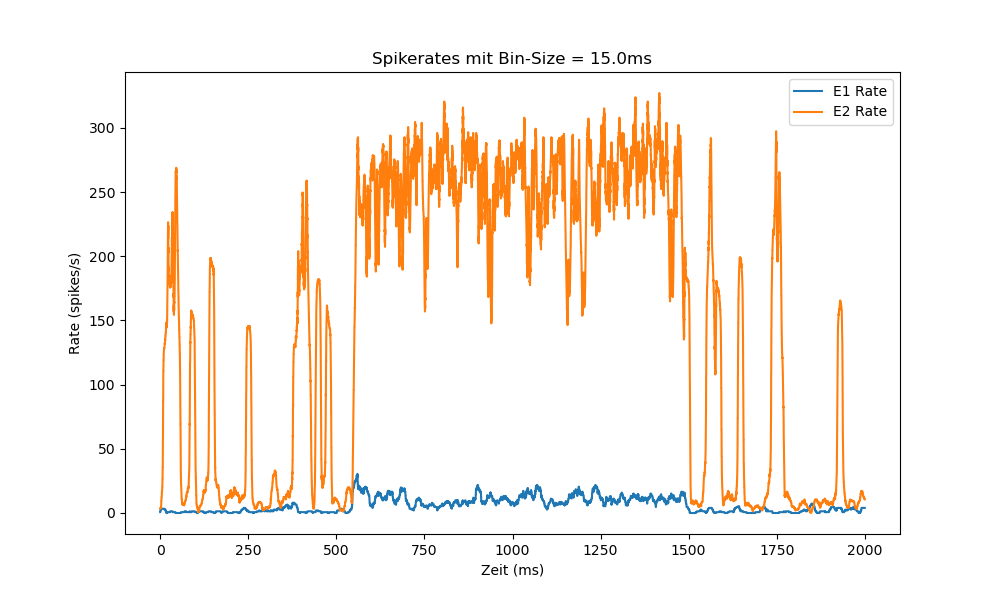 Spikerates mit Bin-Size = 15.0ms
E1 Rate
E2 Rate
Rate (spikes/s)
300
250
200
150
100
50
0
0 250 500 750 1000 1250 1500 1750 2000
Zeit (ms)